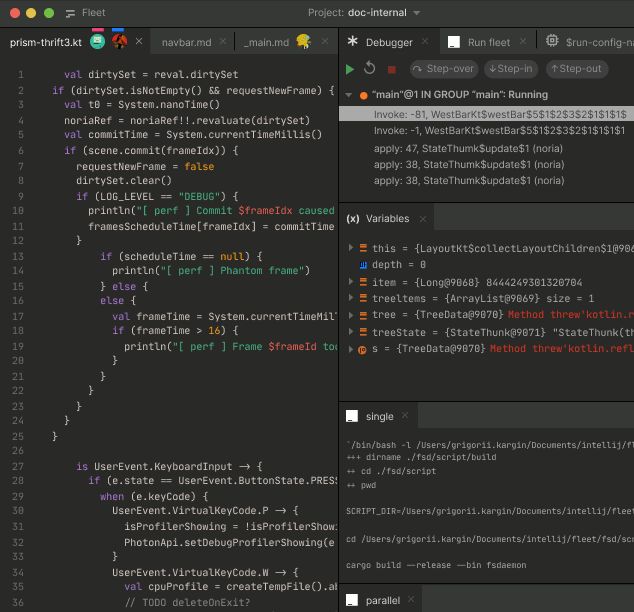 Fleet
Project: doc-internal
prism-thrift3.kt
navbar.md
_main.md
1 val dirtySet = reval.dirtySet
2 if (dirtySet.isNotEmpty() && requestNewFrame) {
3 val t0 = System.nanoTime()
4 noriaRef = noriaRef!!.revaluate(dirtySet)
5 val commitTime = System.currentTimeMillis()
6 if (scene.commit(frameIdx)) {
7 requestNewFrame = false
8 dirtySet.clear()
9 if (LOG_LEVEL == "DEBUG") {
10 println("[ perf ] Commit $frameIdx caused
11 framesScheduleTime[frameIdx] = commitTime
12 }
13 if (scheduleTime == null) {
14 println("[ perf ] Phantom frame")
15 } else {
16 else {
17 val frameTime = System.currentTimeMil
18 if (frameTime > 16) {
19 println("[ perf ] Frame $frameId too
20 }
21 }
22 }
23 }
24 }
25 }
26
27 is UserEvent.KeyboardInput -> {
28 if (e.state == UserEvent.ButtonState.PRESS
29 when (e.keyCode) {
30 UserEvent.VirtualKeyCode.P -> {
31 isProfilerShowing = !isProfilerShowi
32 PhotonApi.setDebugProfilerShowing(e
33 }
34 UserEvent.VirtualKeyCode.W -> {
35 val cpuProfile = createTempFile().ab
36 // TODO deleteOnExit?
Debugger
Run fleet
$run-config-na
Step-over
Step-in
Step-out
"main"@1 IN GROUP "main": Running
Invoke: -81, WestBarKt$westBar$5$1$2$3$2$1$1$1$
Invoke: -1, WestBarKt$westBar$5$1$2$3$2$1$1$1$1
apply: 47, StateThumk$update$1 (noria)
apply: 38, StateThumk$update$1 (noria)
apply: 38, StateThumk$update$1 (noria)
(x) Variables
this = {LayoutKt$collectLayoutChildren$1@906
depth = 0
item = {Long@9068} 8444249301320704
treeItems = {ArrayList@9069} size = 1
tree = {TreeData@9070} Method threw'kotlin.r
treeState = {StateThunk@9071} "StateThunk(th
s = {TreeData@9070} Method threw'kotlin.refl
single
`/bin/bash -l /Users/grigorii.kargin/Documents/intellij/fl
+++ dirname ./fsd/script/build
++ cd ./fsd/script
++ pwd
SCRIPT_DIR=/Users/grigorii.kargin/Documents/intellij/fleet
cd /Users/grigorii.kargin/Documents/intellij/fleet/fsd/scr
cargo build --release --bin fsdaemon
parallel